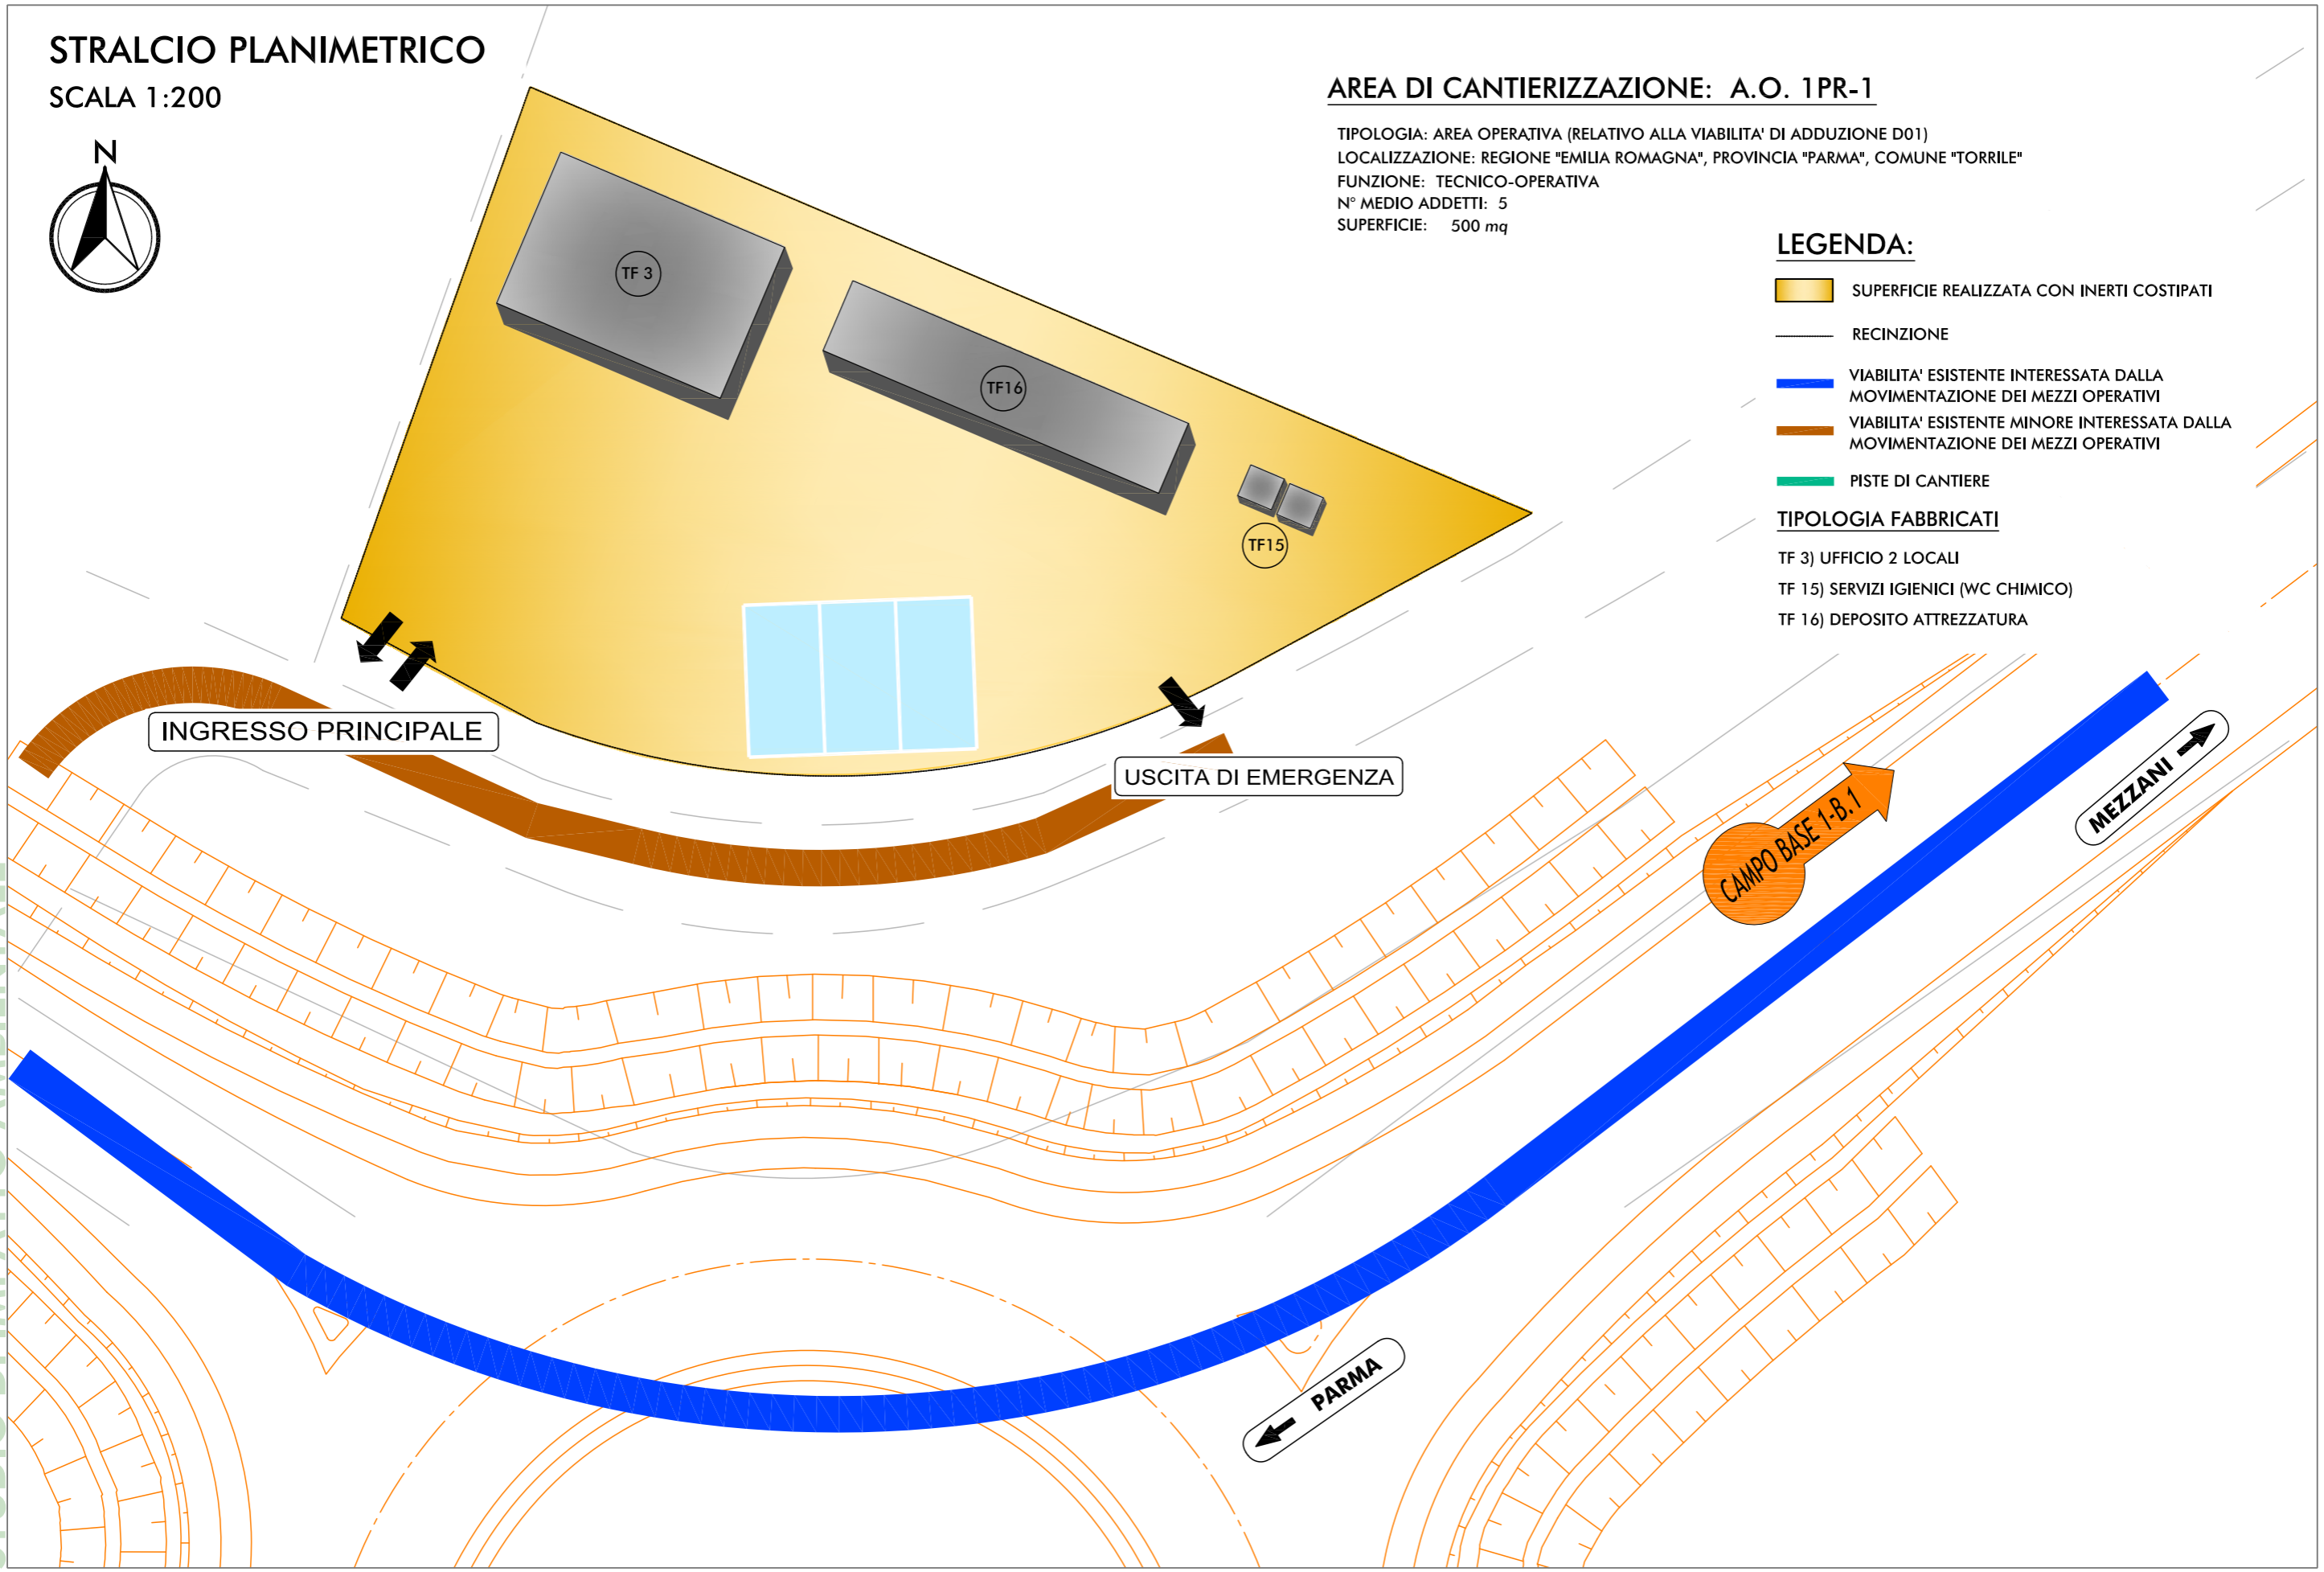 STRALCIO PLANIMETRICO
SCALA 1:200
N
AREA DI CANTIERIZZAZIONE: A.O. 1PR-1
TIPOLOGIA: AREA OPERATIVA (RELATIVO ALLA VIABILITA' DI ADDUZIONE D01)
LOCALIZZAZIONE: REGIONE "EMILIA ROMAGNA", PROVINCIA "PARMA", COMUNE "TORRILE"
FUNZIONE: TECNICO-OPERATIVA
N° MEDIO ADDETTI: 5
SUPERFICIE: 500 mq
LEGENDA:
SUPERFICIE REALIZZATA CON INERTI COSTIPATI
RECINZIONE
VIABILITA' ESISTENTE INTERESSATA DALLA
MOVIMENTAZIONE DEI MEZZI OPERATIVI
VIABILITA' ESISTENTE MINORE INTERESSATA DALLA
MOVIMENTAZIONE DEI MEZZI OPERATIVI
PISTE DI CANTIERE
TIPOLOGIA FABBRICATI
TF 3) UFFICIO 2 LOCALI
TF 15) SERVIZI IGIENICI (WC CHIMICO)
TF 16) DEPOSITO ATTREZZATURA
TF 3
TF16
TF15
INGRESSO PRINCIPALE
USCITA DI EMERGENZA
CAMPO BASE 1-B.1
MEZZANI
PARMA